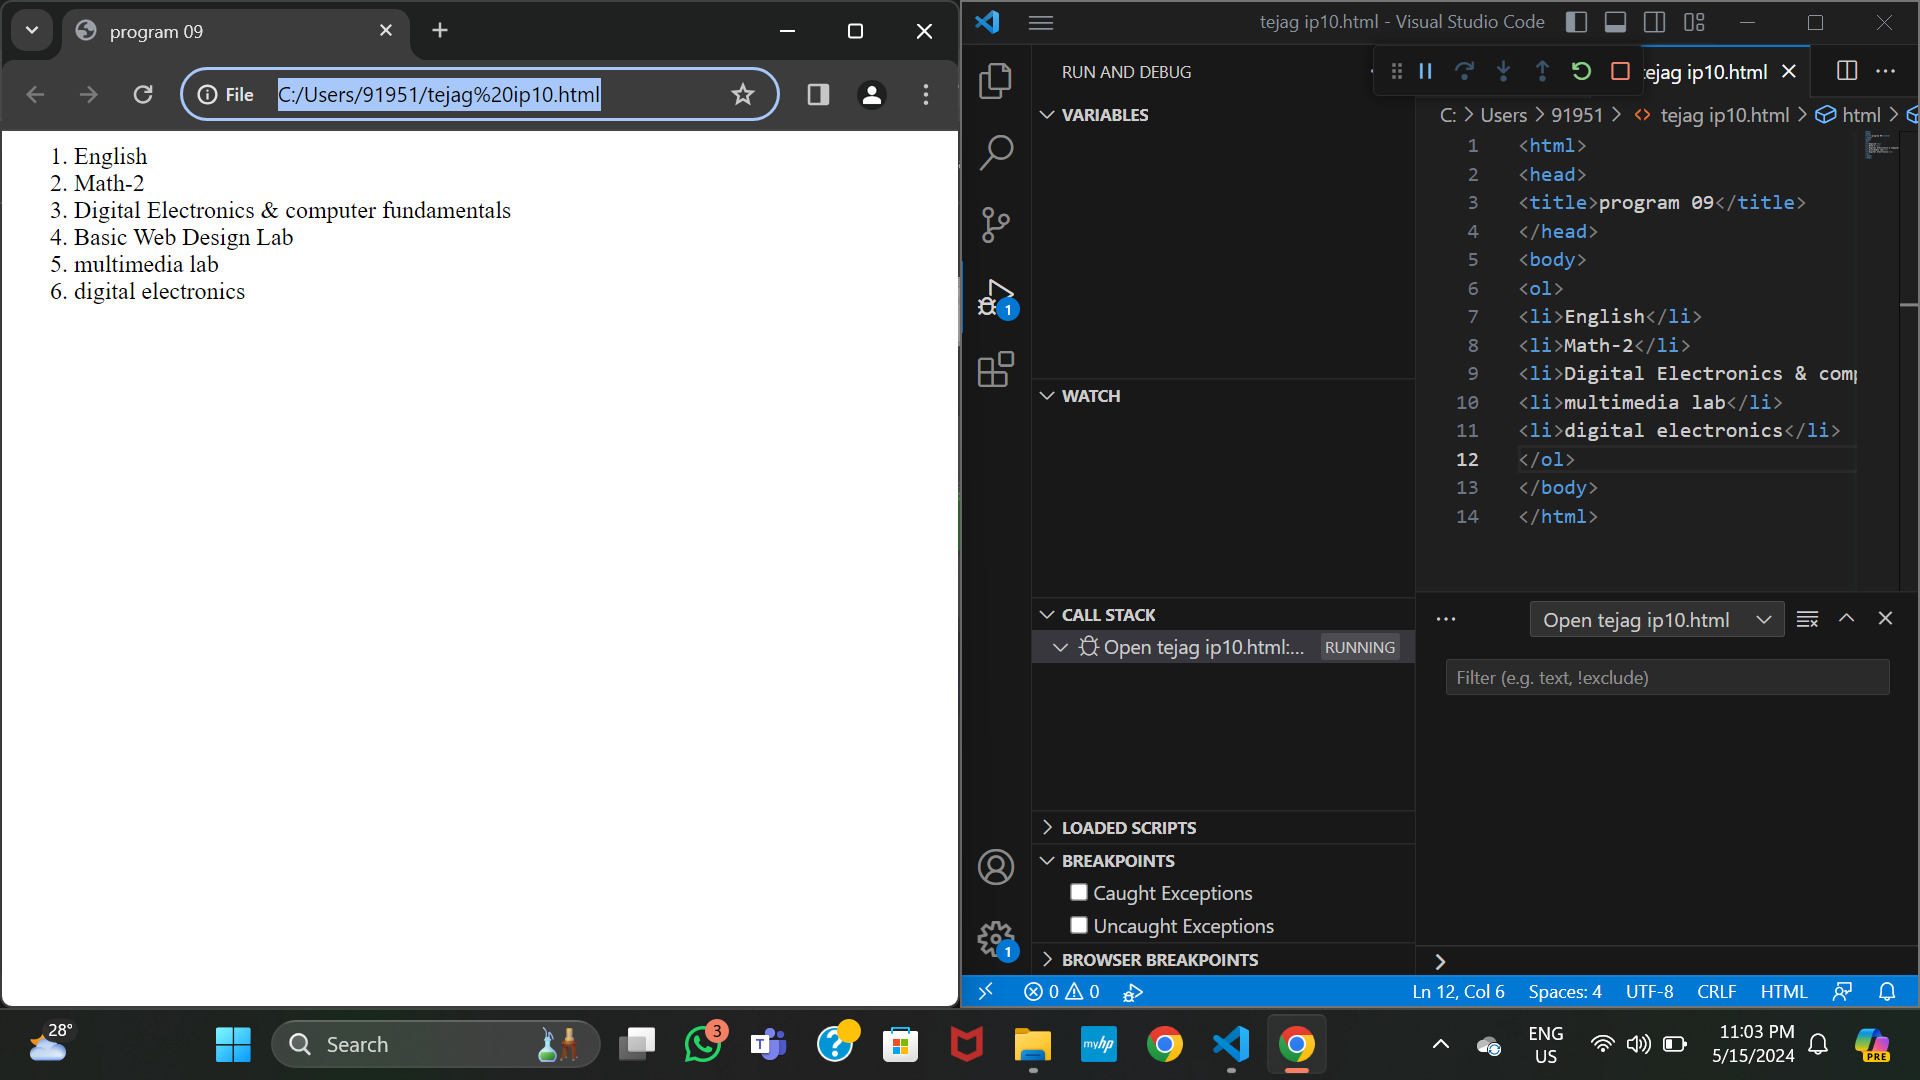 program 09
File
C:/Users/91951/tejag%20ip10.html
1. English
2. Math-2
3. Digital Electronics & computer fundamentals
4. Basic Web Design Lab
5. multimedia lab
6. digital electronics
tejag ip10.html - Visual Studio Code
RUN AND DEBUG
VARIABLES
WATCH
CALL STACK
Open tejag ip10.html:...
RUNNING
LOADED SCRIPTS
BREAKPOINTS
Caught Exceptions
Uncaught Exceptions
BROWSER BREAKPOINTS
1
1
tejag ip10.html
C: > Users > 91951 > <> tejag ip10.html > html >
1 <html>
2 <head>
3 <title>program 09</title>
4 </head>
5 <body>
6 <ol>
7 <li>English</li>
8 <li>Math-2</li>
9 <li>Digital Electronics & comp
10 <li>multimedia lab</li>
11 <li>digital electronics</li>
12 </ol>
13 </body>
14 </html>
Open tejag ip10.html
Filter (e.g. text, !exclude)
0 0
Ln 12, Col 6
Spaces: 4
UTF-8
CRLF
HTML
28°
Search
3
T
?
myhp
ENG
US
11:03 PM
5/15/2024
PRE